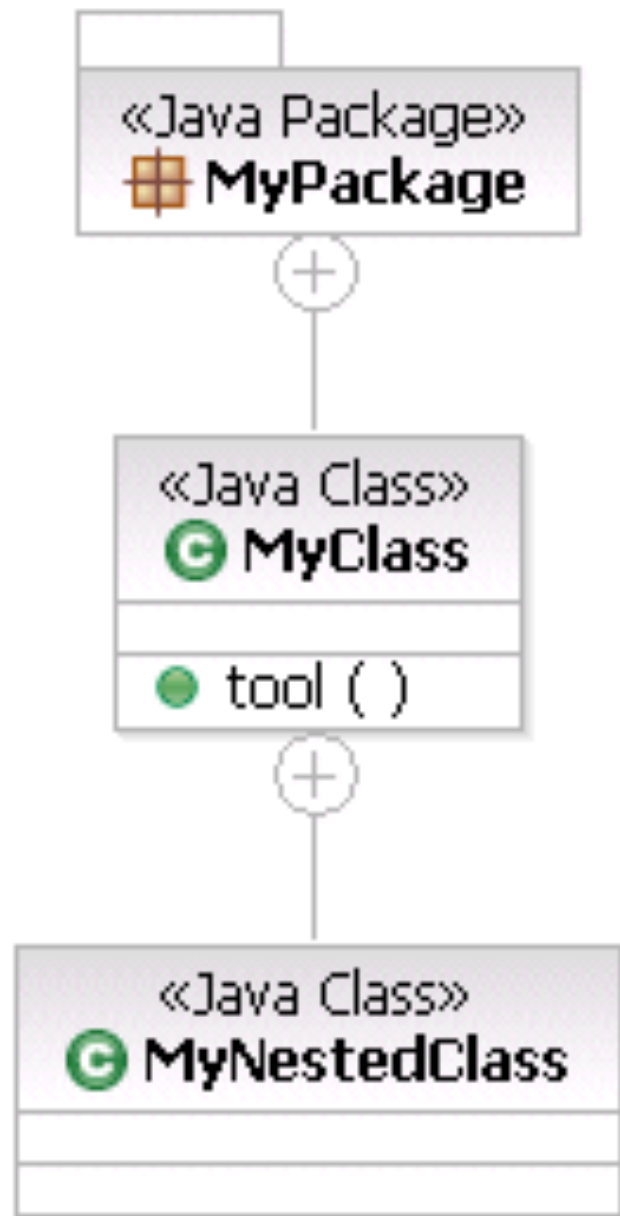 «Java Package»
MyPackage
«Java Class»
C MyClass
tool ( )
«Java Class»
C MyNestedClass